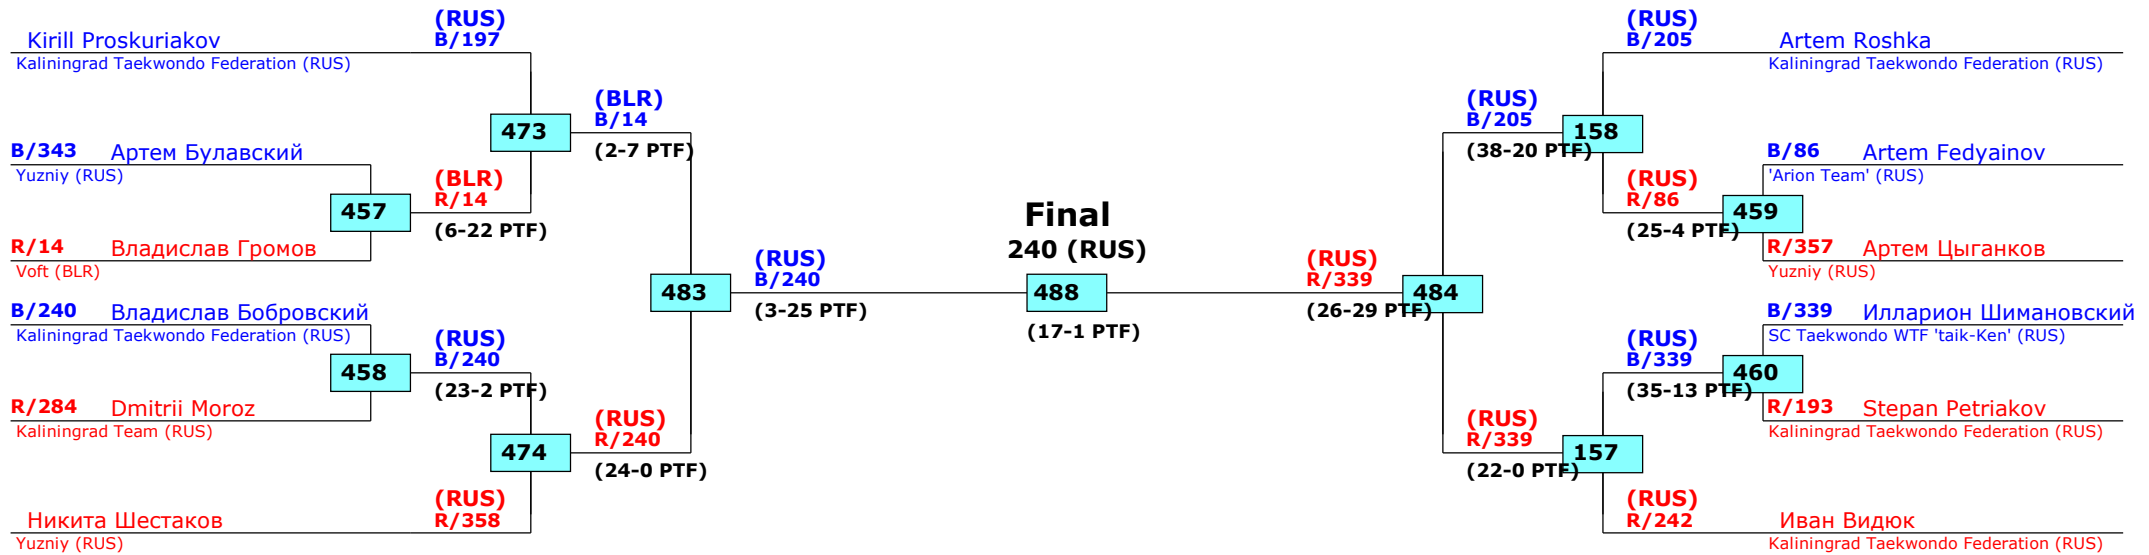 (RUS)
B/197
Kirill Proskuriakov
Kaliningrad Taekwondo Federation (RUS)
473
B/343 Артем Булавский
Yuzniy (RUS)
457
(BLR)
R/14
(6-22 PTF)
R/14 Владислав Громов
Voft (BLR)
(BLR)
B/14
(2-7 PTF)
B/240 Владислав Бобровский
Kaliningrad Taekwondo Federation (RUS)
458
(RUS)
B/240
(23-2 PTF)
R/284 Dmitrii Moroz
Kaliningrad Team (RUS)
474
(RUS)
R/240
(24-0 PTF)
(RUS)
R/358
Никита Шестаков
Yuzniy (RUS)
483
(RUS)
B/240
(3-25 PTF)
Final
240 (RUS)
488
(17-1 PTF)
(RUS)
R/339
(26-29 PTF)
484
(RUS)
B/205
(38-20 PTF)
158
(RUS)
B/205
Artem Roshka
Kaliningrad Taekwondo Federation (RUS)
B/86 Artem Fedyainov
'Arion Team' (RUS)
(RUS)
R/86
(25-4 PTF)
459
R/357 Артем Цыганков
Yuzniy (RUS)
B/339 Илларион Шимановский
SC Taekwondo WTF 'taik-Ken' (RUS)
(RUS)
B/339
(35-13 PTF)
460
R/193 Stepan Petriakov
Kaliningrad Taekwondo Federation (RUS)
(RUS)
R/339
(22-0 PTF)
157
(RUS)
R/242
Иван Видюк
Kaliningrad Taekwondo Federation (RUS)